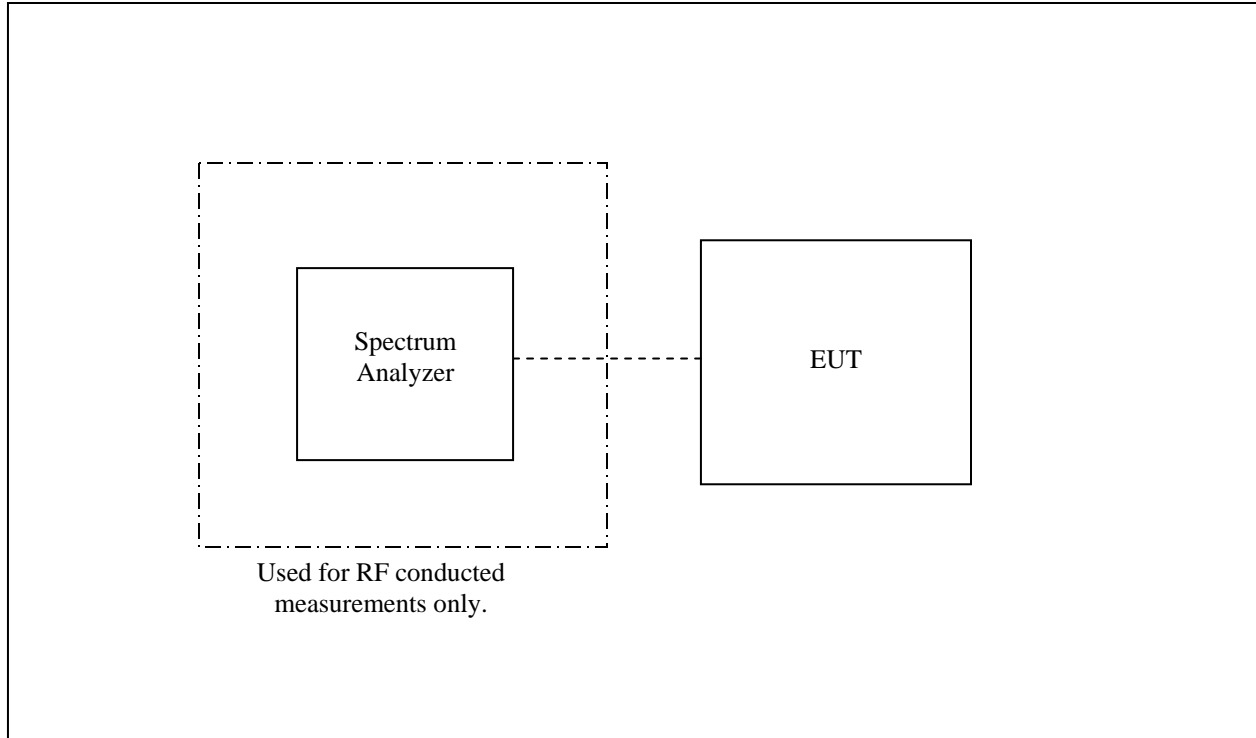 Spectrum
Analyzer
EUT
Used for RF conducted
measurements only.